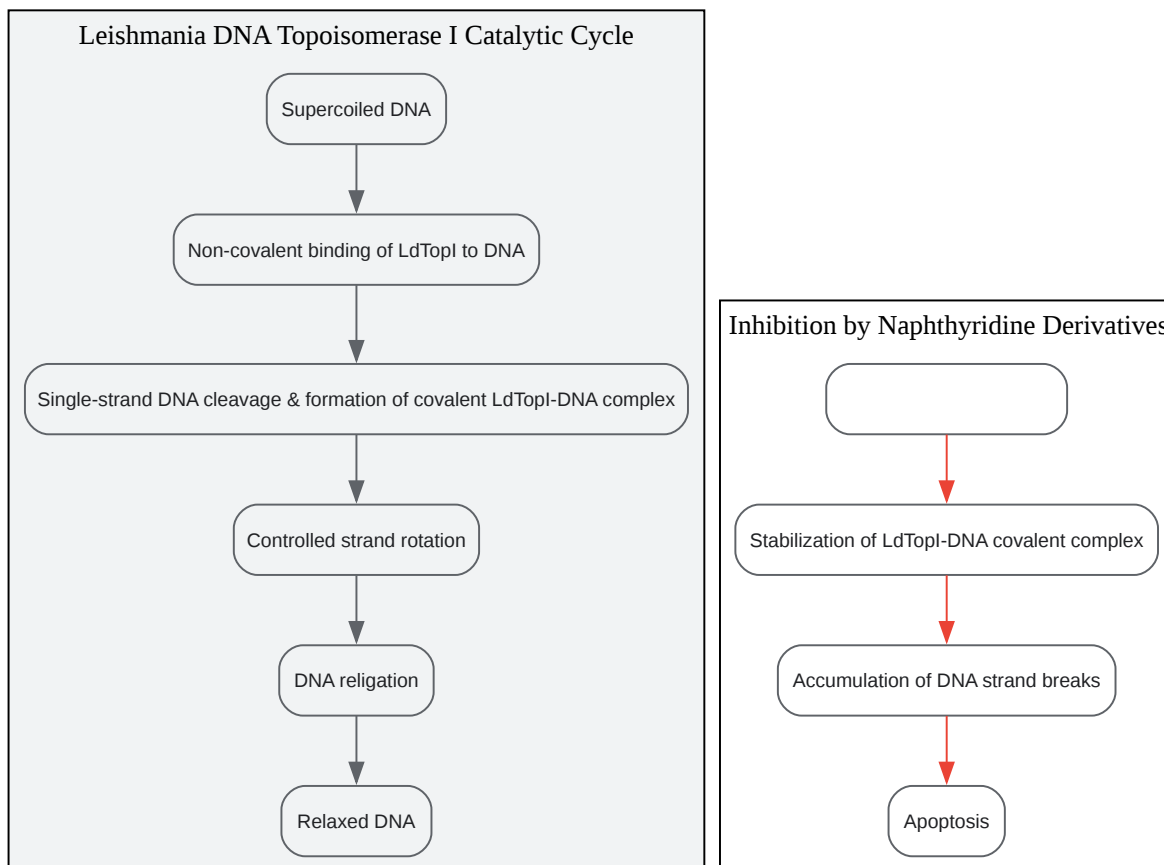 Leishmania DNA Topoisomerase I Catalytic Cycle
Supercoiled DNA
Non-covalent binding of LdTopI to DNA
Single-strand DNA cleavage & formation of covalent LdTopI-DNA complex
Controlled strand rotation
DNA religation
Relaxed DNA
Inhibition by Naphthyridine Derivatives
Stabilization of LdTopI-DNA covalent complex
Accumulation of DNA strand breaks
Apoptosis